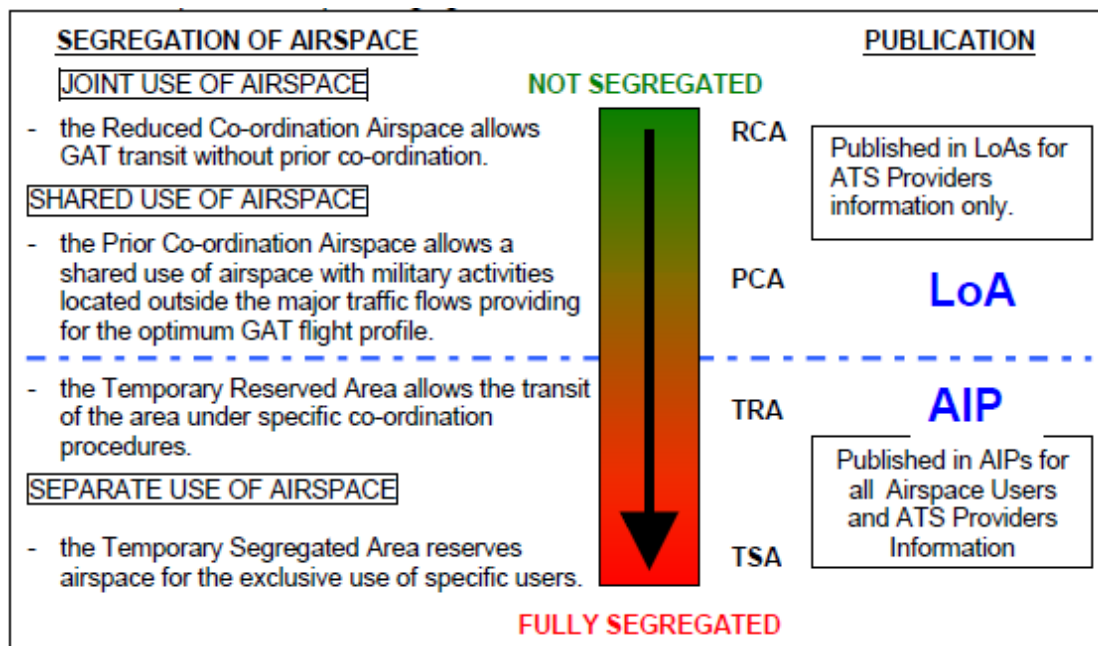 SEGREGATION OF AIRSPACE
JOINT USE OF AIRSPACE
- the Reduced Co-ordination Airspace allows
GAT transit without prior co-ordination.
SHARED USE OF AIRSPACE
- the Prior Co-ordination Airspace allows a
shared use of airspace with military activities
located outside the major traffic flows providing
for the optimum GAT flight profile.
- the Temporary Reserved Area allows the transit
of the area under specific co-ordination
procedures.
SEPARATE USE OF AIRSPACE
- the Temporary Segregated Area reserves
airspace for the exclusive use of specific users.
NOT SEGREGATED
FULLY SEGREGATED
RCA
PCA
TRA
TSA
PUBLICATION
Published in LoAs for
ATS Providers
information only.
LoA
AIP
Published in AIPs for
all Airspace Users
and ATS Providers
Information